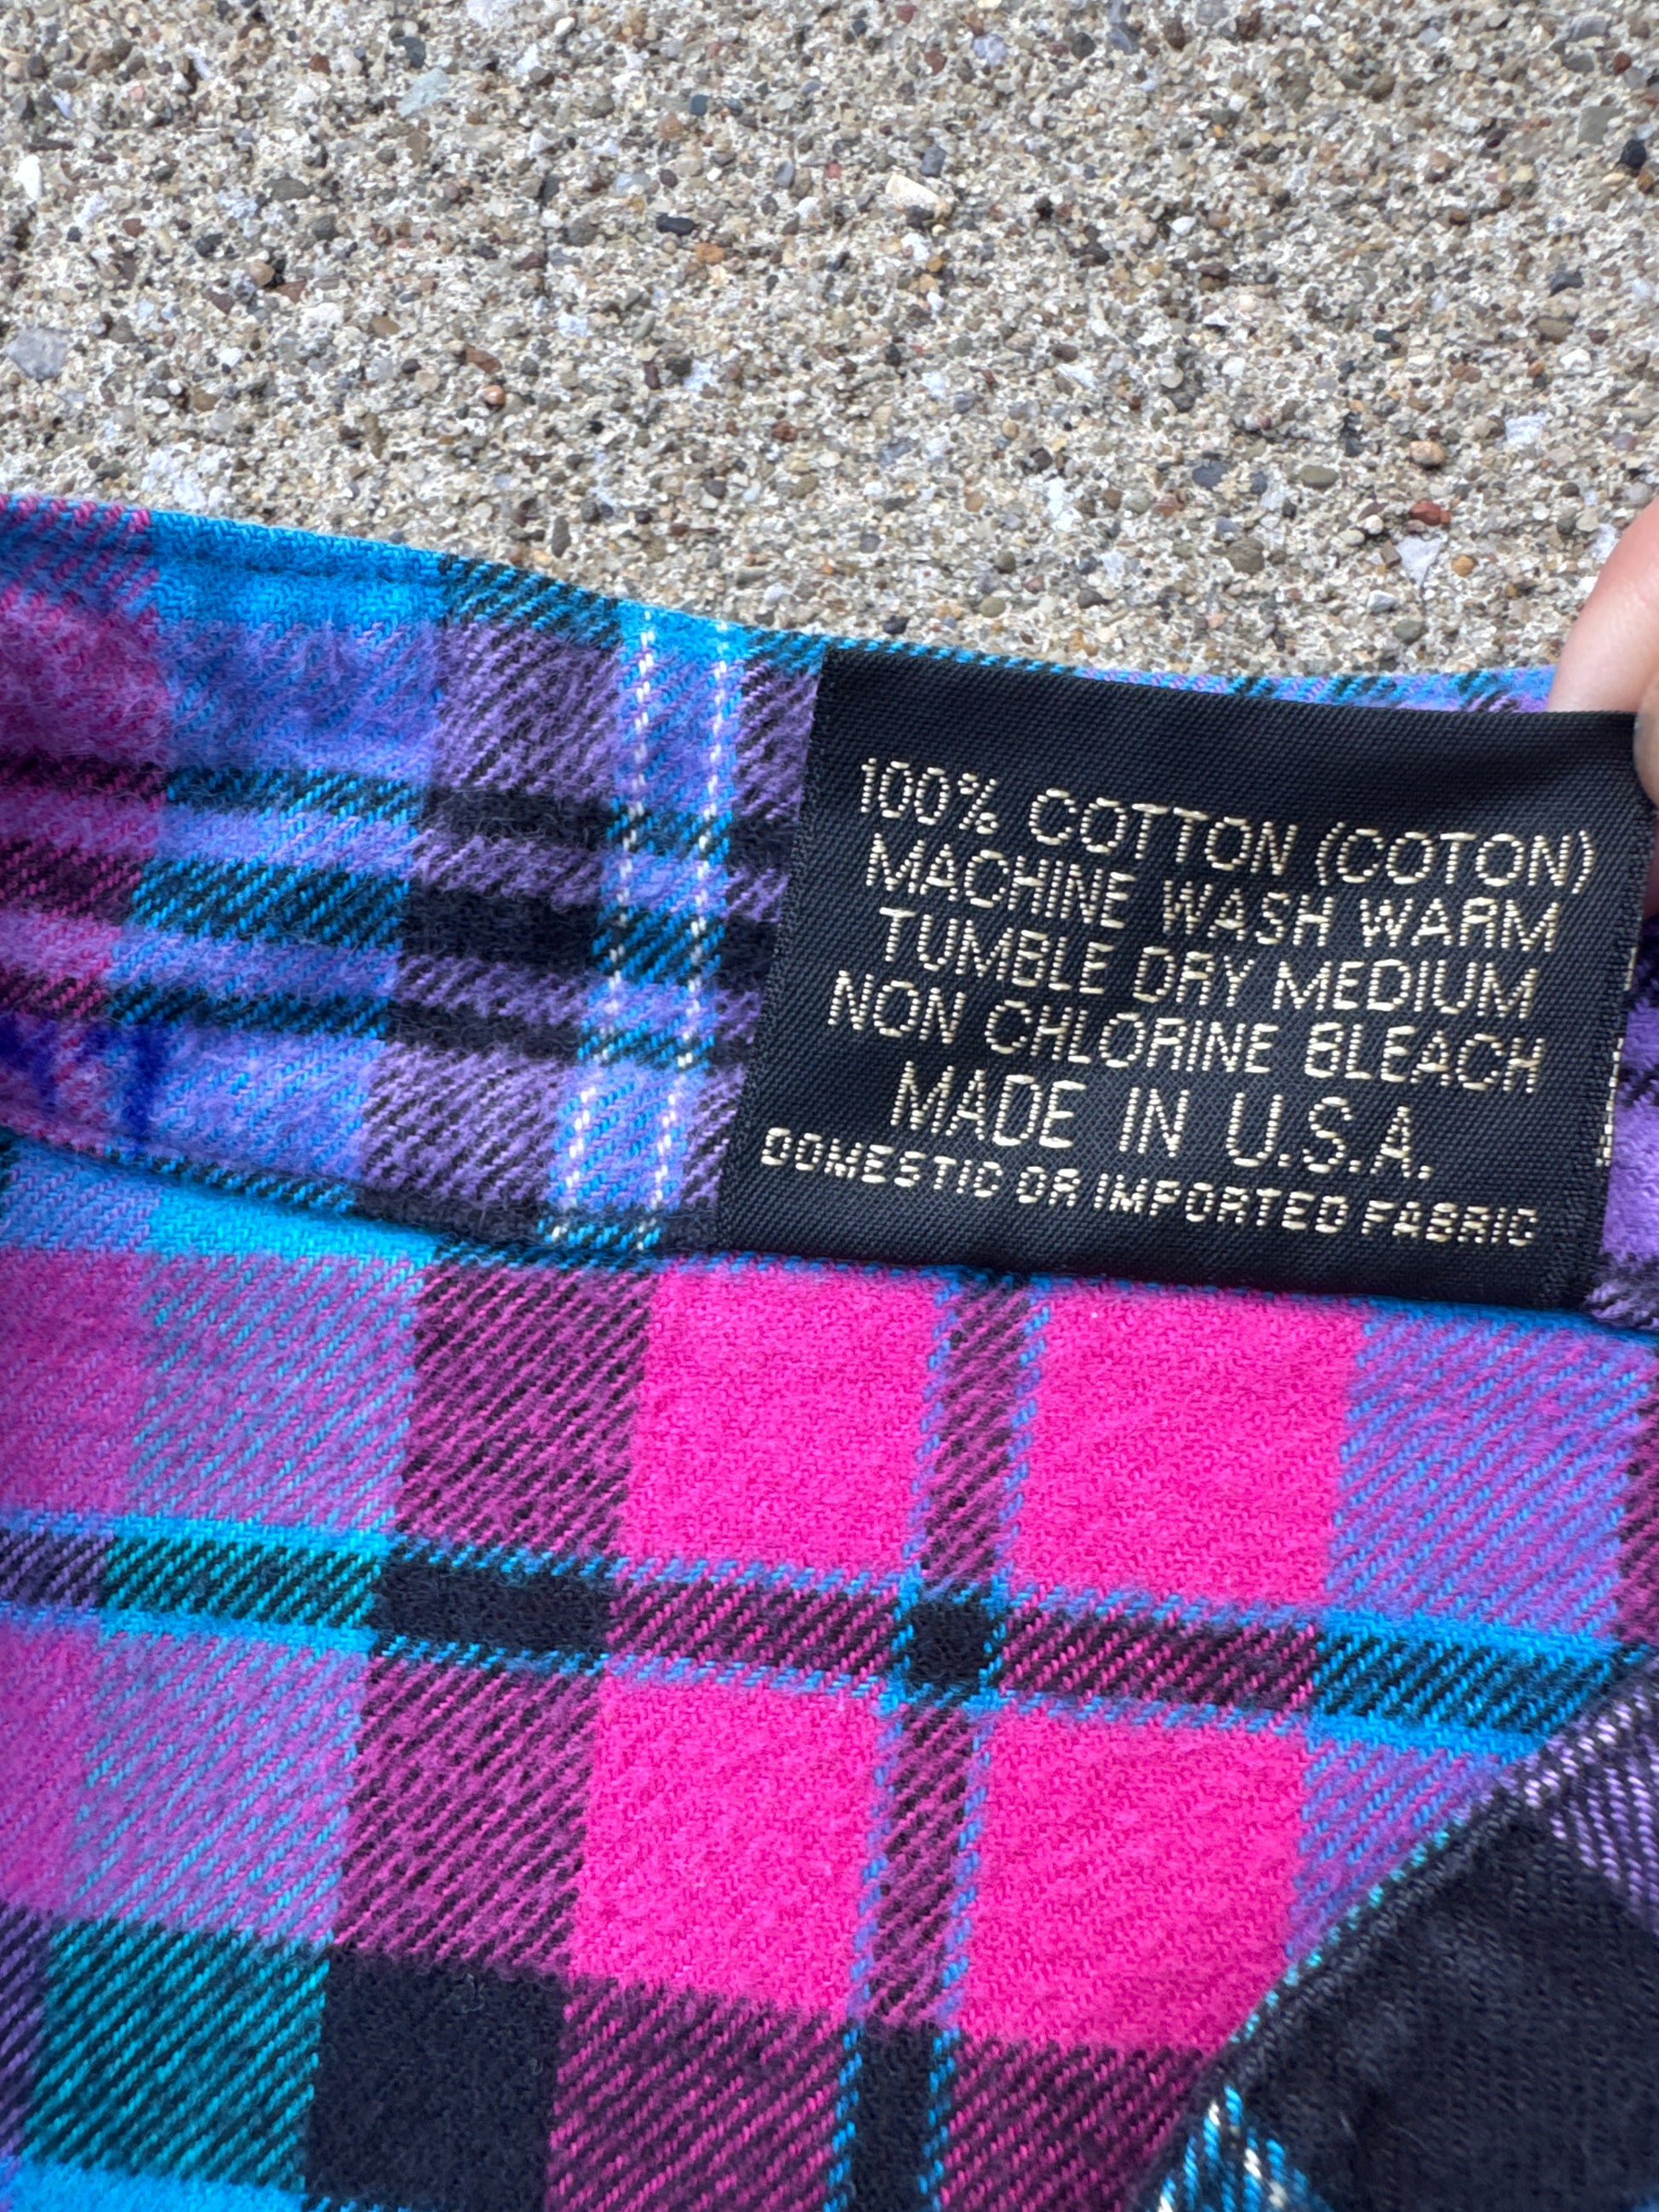 100% COTTON (COTON)
MACHINE WASH WARM
TUMBLE DRY MEDIUM
NON CHLORINE BLEACH
MADE IN U.S.A.
DOMESTIC OR IMPORTED FABRIC